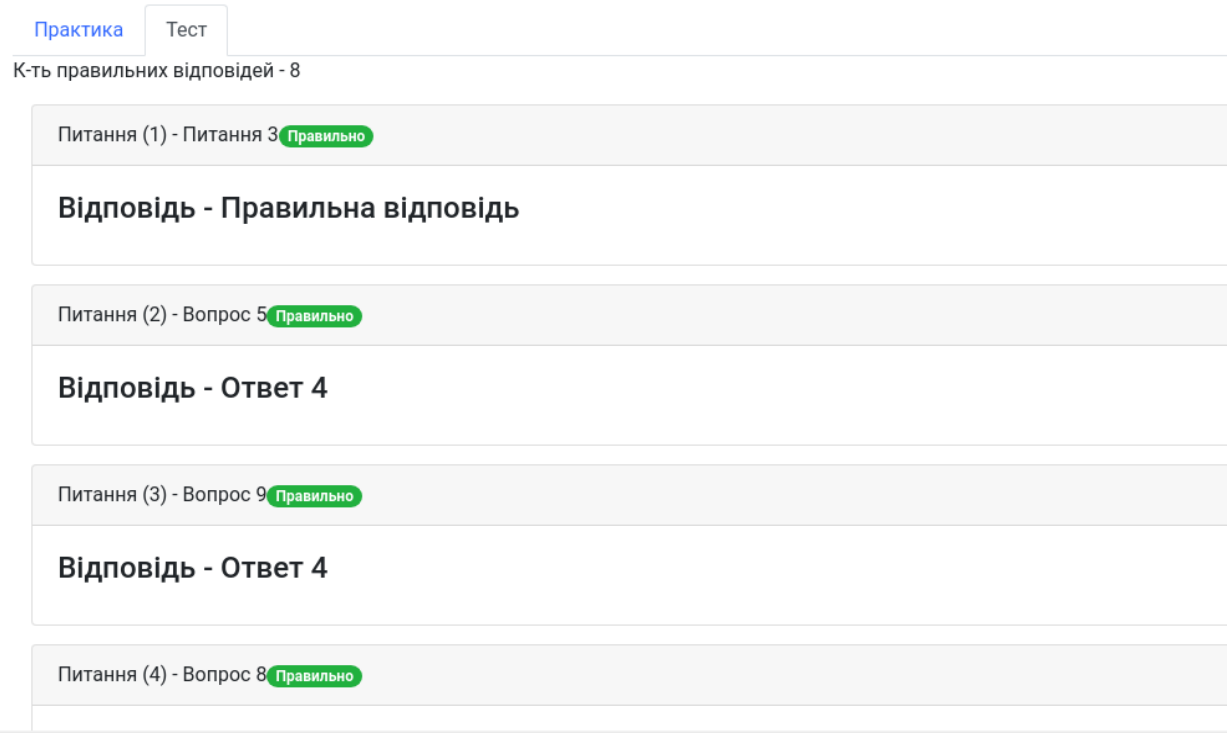 Практика Тест
К-ть правильних відповідей - 8
Питання (1) - Питання 3 Правильно
Відповідь - Правильна відповідь
Питання (2) - Вопрос 5 Правильно
Відповідь - Ответ 4
Питання (3) - Вопрос 9 Правильно
Відповідь - Ответ 4
Питання (4) - Вопрос 8 Правильно